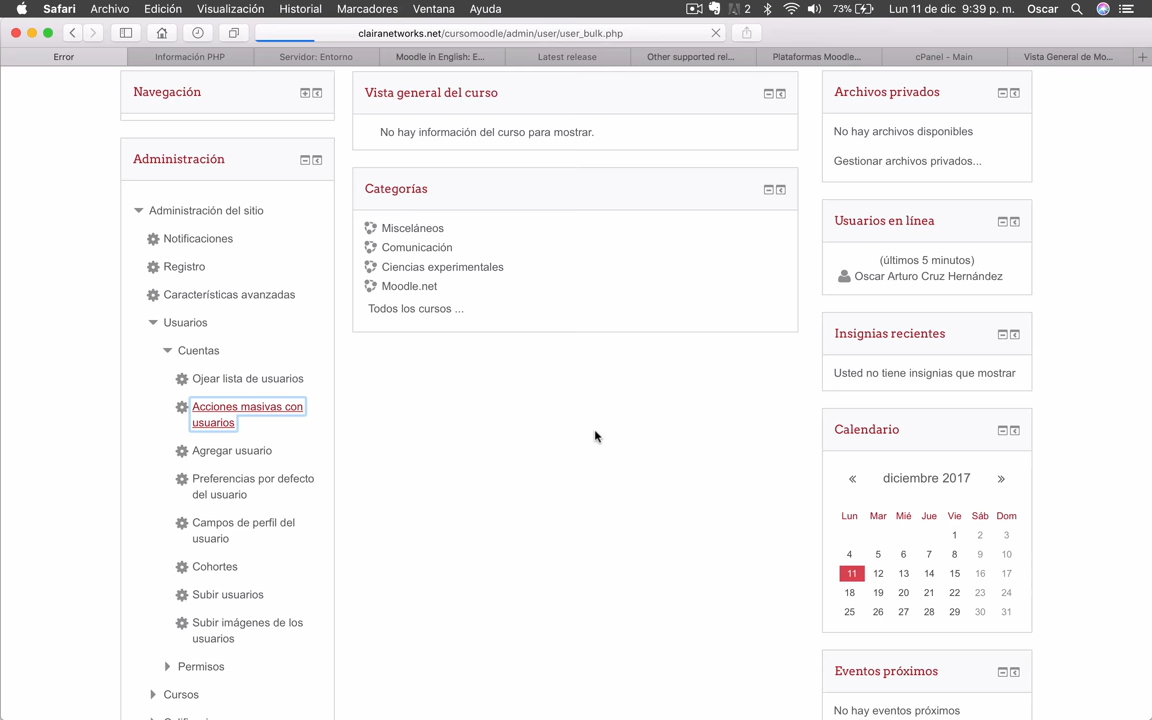 Safari Archivo Edición Visualización Historial Marcadores Ventana Ayuda 2 73% Lun 11 de dic 9:39 p. m. Oscar
clairanetworks.net/cursomoodle/admin/user/user_bulk.php
Error Información PHP Servidor: Entorno Moodle in English: E... Latest release Other supported rel... Plataformas Moodle... cPanel - Main Vista General de Mo...
Navegación
Administración
Administración del sitio
Notificaciones
Registro
Características avanzadas
Usuarios
Cuentas
Ojear lista de usuarios
Acciones masivas con
usuarios
Agregar usuario
Preferencias por defecto
del usuario
Campos de perfil del
usuario
Cohortes
Subir usuarios
Subir imágenes de los
usuarios
Permisos
Cursos
Vista general del curso
No hay información del curso para mostrar.
Categorías
Misceláneos
Comunicación
Ciencias experimentales
Moodle.net
Todos los cursos ...
Archivos privados
No hay archivos disponibles
Gestionar archivos privados...
Usuarios en línea
(últimos 5 minutos)
Oscar Arturo Cruz Hernández
Insignias recientes
Usted no tiene insignias que mostrar
Calendario
« diciembre 2017 »
Lun Mar Mié Jue Vie Sáb Dom
1 2 3
4 5 6 7 8 9 10
11 12 13 14 15 16 17
18 19 20 21 22 23 24
25 26 27 28 29 30 31
Eventos próximos
No hay eventos próximos